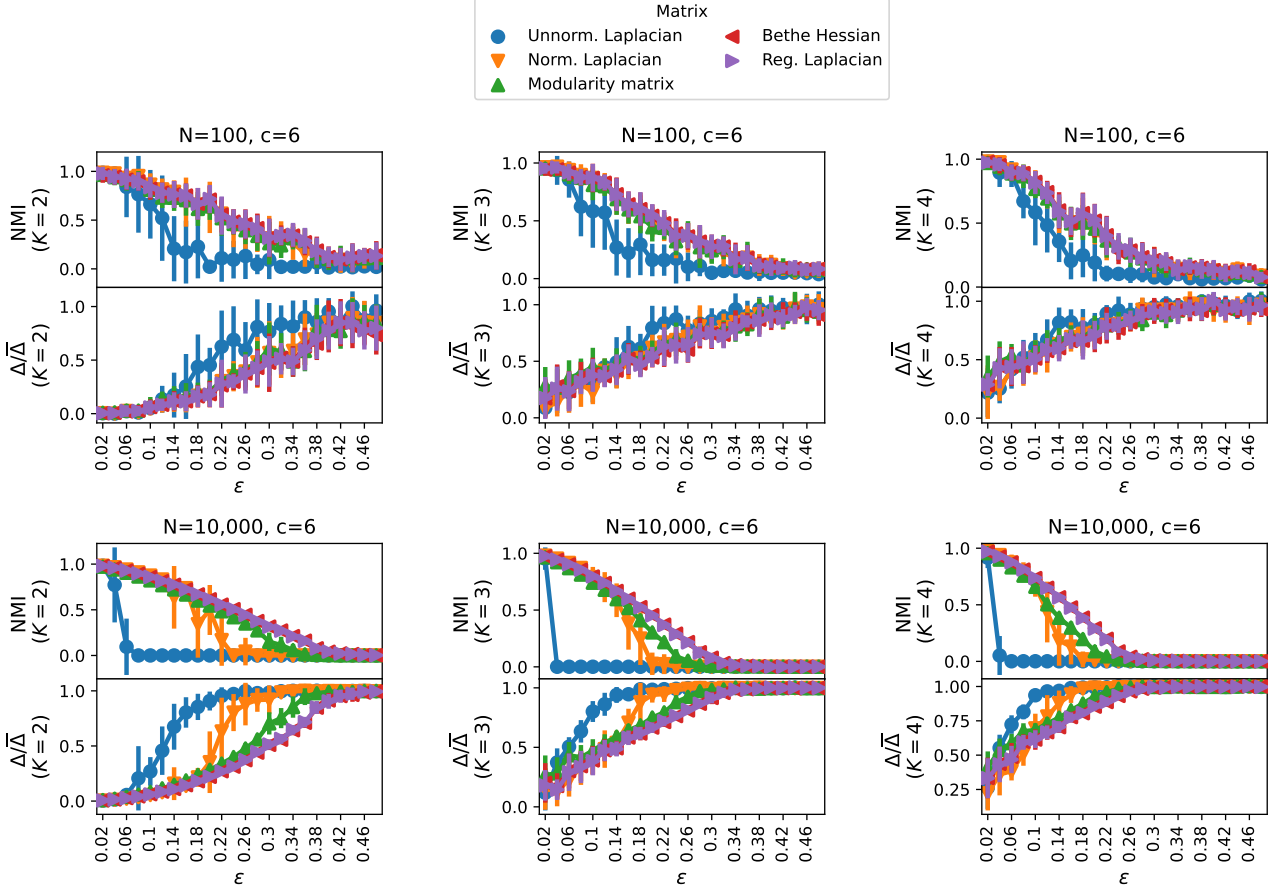 Matrix
Unnorm. Laplacian
Norm. Laplacian
Modularity matrix
Bethe Hessian
Reg. Laplacian
N=100, c=6
NMI
(K = 2)
1.0
0.5
0.0
Δ/Δ̅
(K = 2)
1.0
0.5
0.0
0.02 0.06 0.1 0.14 0.18 0.22 0.26 0.3 0.34 0.38 0.42 0.46
ε
N=100, c=6
NMI
(K = 3)
1.0
0.5
0.0
Δ/Δ̅
(K = 3)
1.0
0.5
0.0
0.02 0.06 0.1 0.14 0.18 0.22 0.26 0.3 0.34 0.38 0.42 0.46
ε
N=100, c=6
NMI
(K = 4)
1.0
0.5
0.0
Δ/Δ̅
(K = 4)
1.0
0.5
0.0
0.02 0.06 0.1 0.14 0.18 0.22 0.26 0.3 0.34 0.38 0.42 0.46
ε
N=10,000, c=6
NMI
(K = 2)
1.0
0.5
0.0
Δ/Δ̅
(K = 2)
1.0
0.5
0.0
0.02 0.06 0.1 0.14 0.18 0.22 0.26 0.3 0.34 0.38 0.42 0.46
ε
N=10,000, c=6
NMI
(K = 3)
1.0
0.5
0.0
Δ/Δ̅
(K = 3)
1.0
0.5
0.0
0.02 0.06 0.1 0.14 0.18 0.22 0.26 0.3 0.34 0.38 0.42 0.46
ε
N=10,000, c=6
NMI
(K = 4)
1.0
0.5
0.0
Δ/Δ̅
(K = 4)
1.00
0.75
0.50
0.25
0.02 0.06 0.1 0.14 0.18 0.22 0.26 0.3 0.34 0.38 0.42 0.46
ε